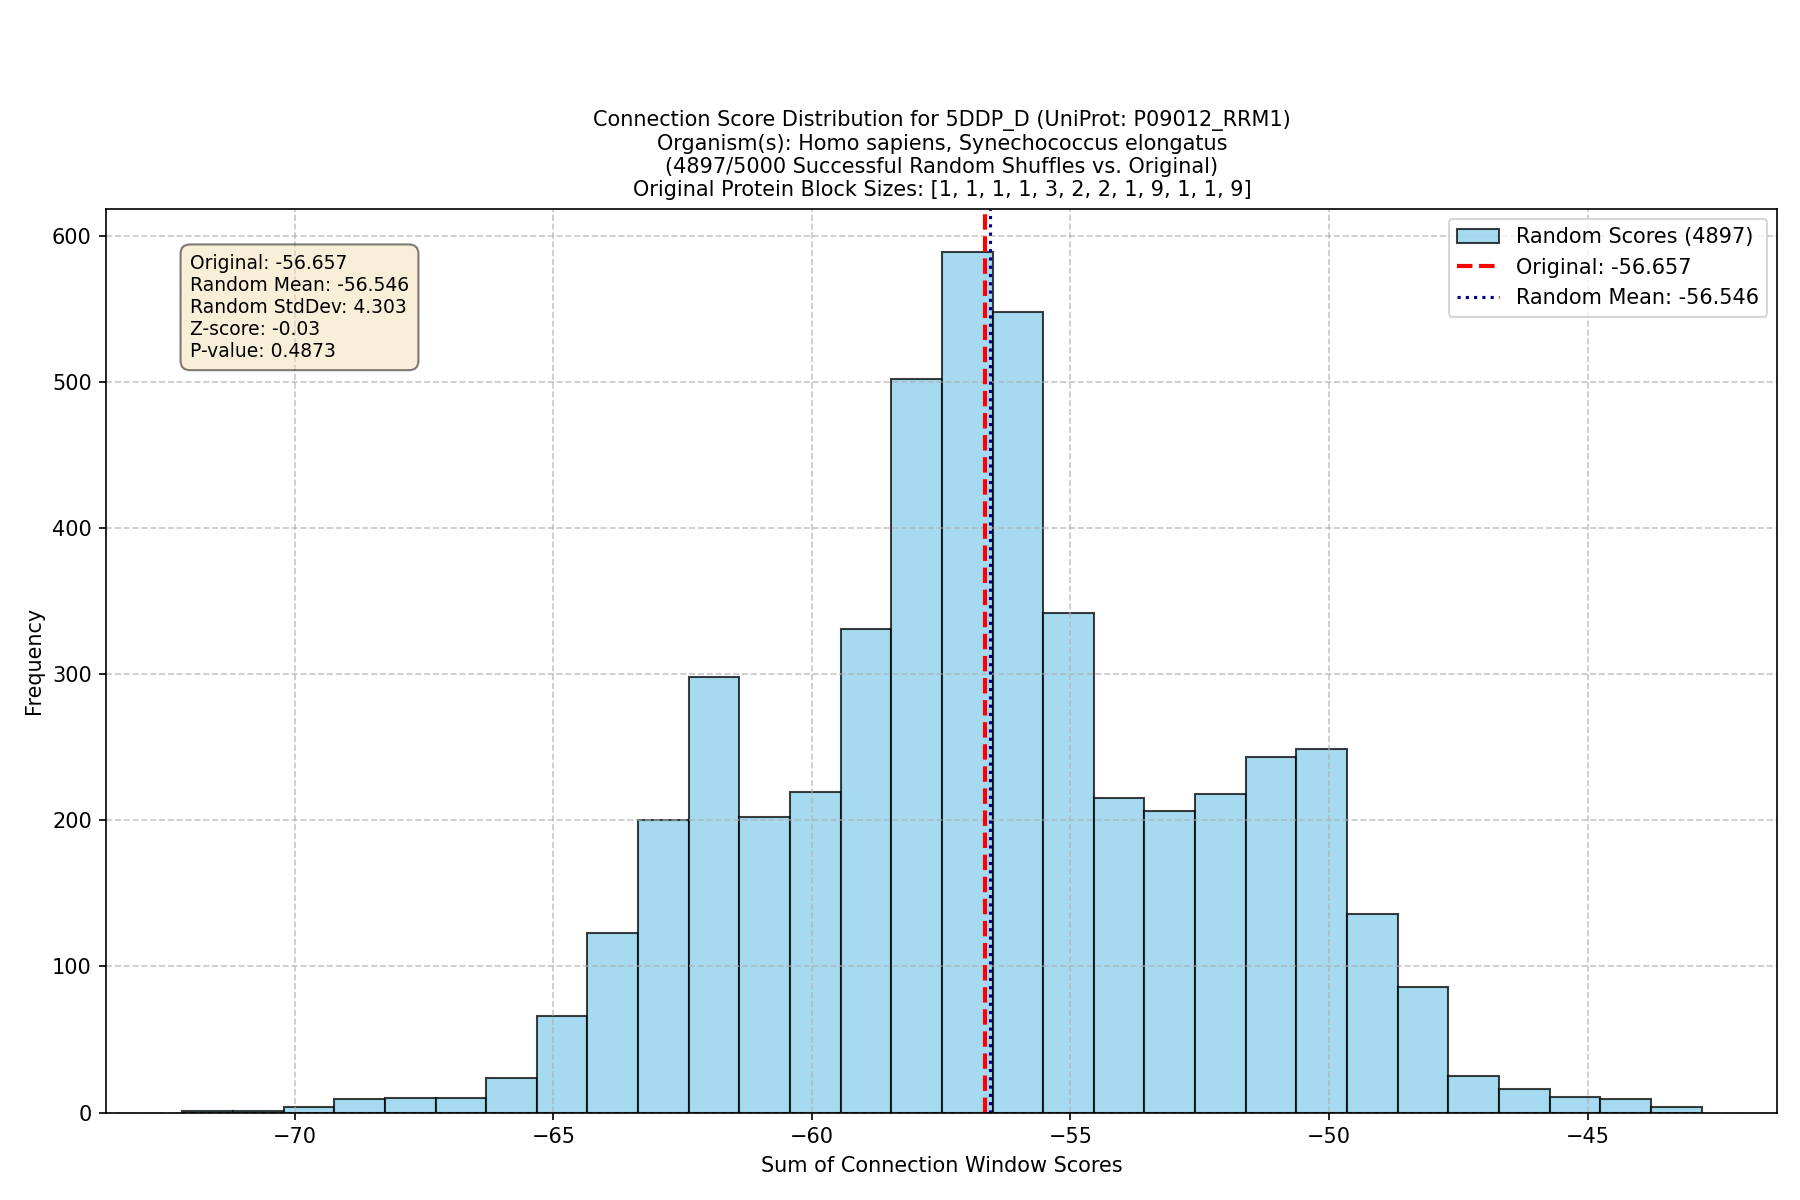 Connection Score Distribution for 5DDP_D (UniProt: P09012_RRM1)
Organism(s): Homo sapiens, Synechococcus elongatus
(4897/5000 Successful Random Shuffles vs. Original)
Original Protein Block Sizes: [1, 1, 1, 1, 3, 2, 2, 1, 9, 1, 1, 9]
Original: -56.657
Random Mean: -56.546
Random StdDev: 4.303
Z-score: -0.03
P-value: 0.4873
Random Scores (4897)
Original: -56.657
Random Mean: -56.546
Frequency
600
500
400
300
200
100
0
−70 −65 −60 −55 −50 −45
Sum of Connection Window Scores